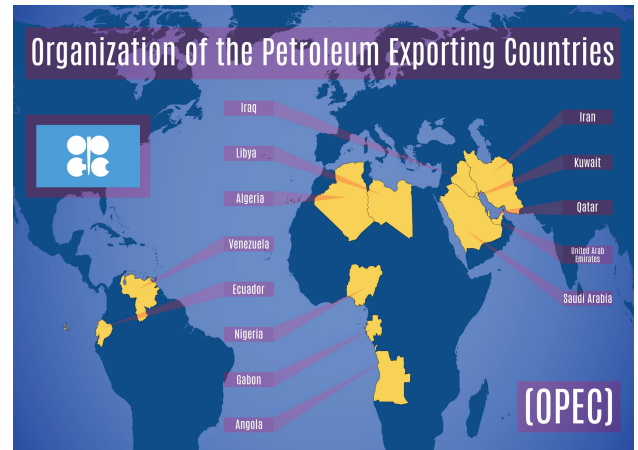 Organization of the Petroleum Exporting Countries
Iraq
Libya
Algeria
Venezuela
Ecuador
Nigeria
Gabon
Angola
Iran
Kuwait
Qatar
United Arab
Emirates
Saudi Arabia
(OPEC)